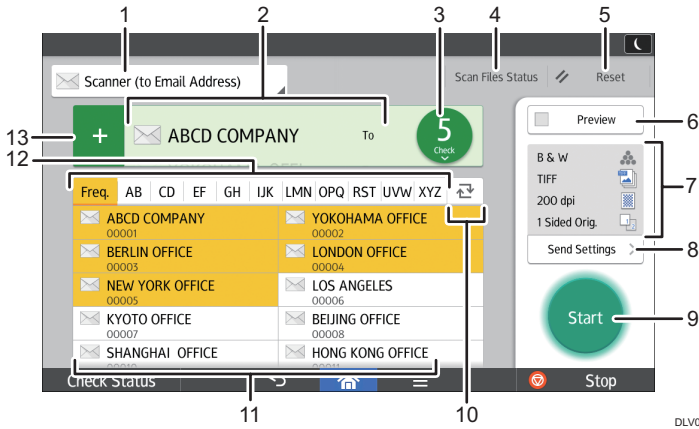 1 2 3 4 5
Scanner (to Email Address)
Scan Files Status Reset
13
+ ABCD COMPANY To 5
Check
Preview 6
12
B & W
TIFF
200 dpi
1 Sided Orig.
7
Freq. AB CD EF GH IJK LMN OPQ RST UVW XYZ
ABCD COMPANY YOKOHAMA OFFICE
00001 00002
BERLIN OFFICE LONDON OFFICE
00003 00004
NEW YORK OFFICE LOS ANGELES
00005 00006
KYOTO OFFICE BEIJING OFFICE
00007 00008
SHANGHAI OFFICE HONG KONG OFFICE
Send Settings 8
Start 9
Check Status Stop
11 10